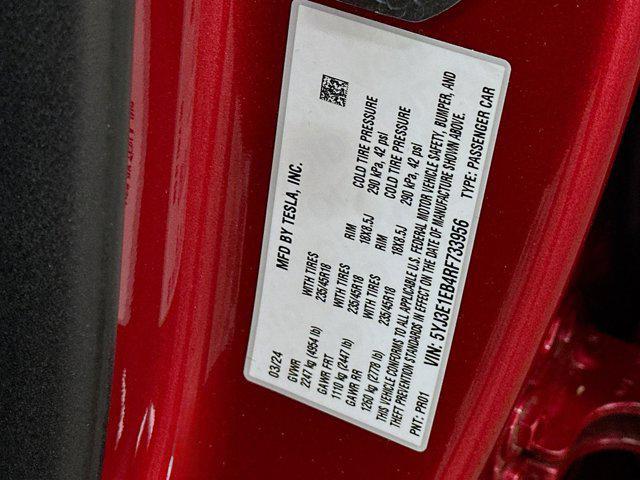 MFD BY TESLA, INC.
03/24
GVWR
2247 kg (4954 lb)
GAWR FRT WITH TIRES RIM COLD TIRE PRESSURE
1110 kg (2447 lb) 235/45R18 18X8.5J 290 kPa, 42 psi
GAWR RR WITH TIRES RIM COLD TIRE PRESSURE
1260 kg (2778 lb) 235/45R18 18X8.5J 290 kPa, 42 psi
THIS VEHICLE CONFORMS TO ALL APPLICABLE U.S. FEDERAL MOTOR VEHICLE SAFETY, BUMPER, AND
THEFT PREVENTION STANDARDS IN EFFECT ON THE DATE OF MANUFACTURE SHOWN ABOVE.
PNT: PR01 VIN: 5YJ3E1EB4RF733956 TYPE: PASSENGER CAR